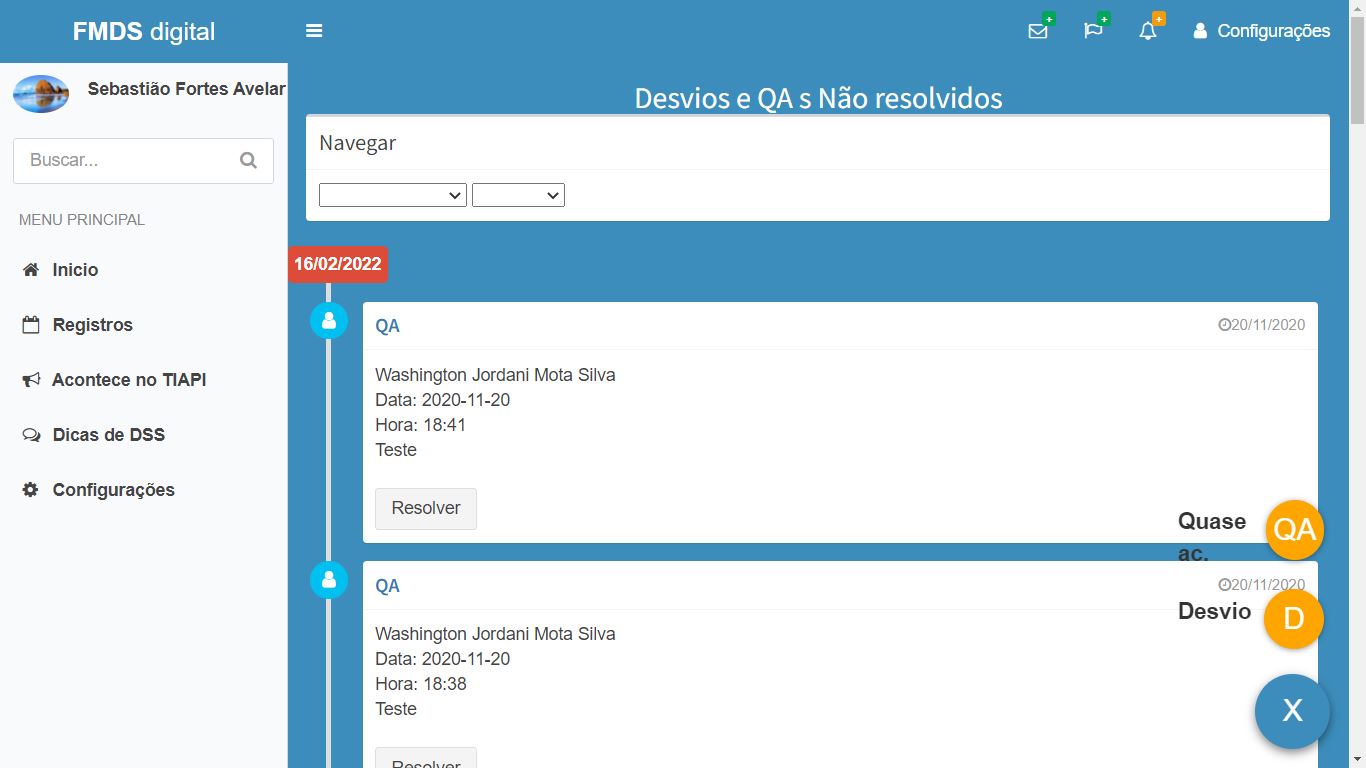 FMDS digital
+
+
+
Configurações
Sebastião Fortes Avelar
Buscar...
MENU PRINCIPAL
Inicio
Registros
Acontece no TIAPI
Dicas de DSS
Configurações
Desvios e QA s Não resolvidos
Navegar
16/02/2022
QA
20/11/2020
Washington Jordani Mota Silva
Data: 2020-11-20
Hora: 18:41
Teste
Resolver
Quase
ac.
QA
QA
20/11/2020
Washington Jordani Mota Silva
Data: 2020-11-20
Hora: 18:38
Teste
Resolver
Desvio
D
X